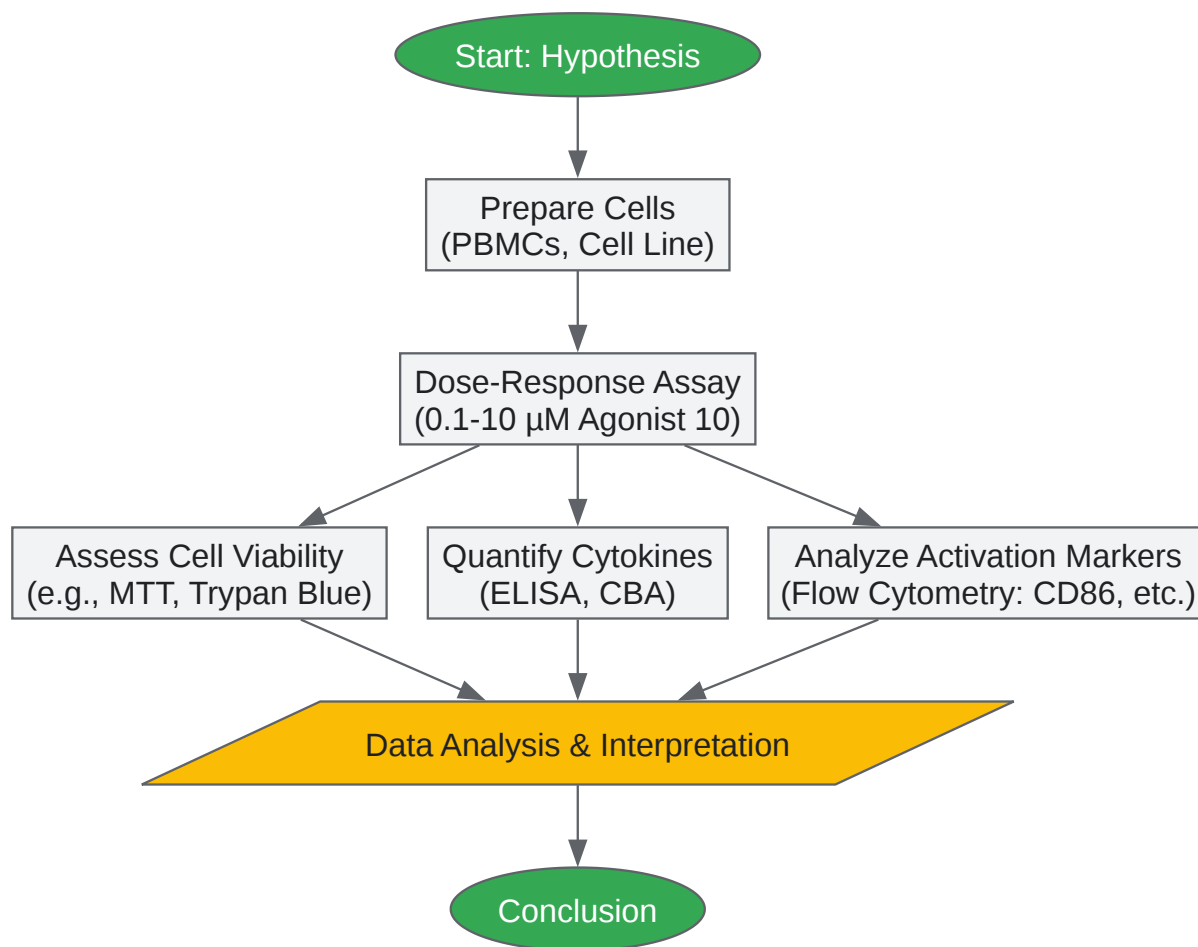 Start: Hypothesis
Prepare Cells
(PBMCs, Cell Line)
Dose-Response Assay
(0.1-10 µM Agonist 10)
Assess Cell Viability
(e.g., MTT, Trypan Blue)
Quantify Cytokines
(ELISA, CBA)
Analyze Activation Markers
(Flow Cytometry: CD86, etc.)
Data Analysis & Interpretation
Conclusion